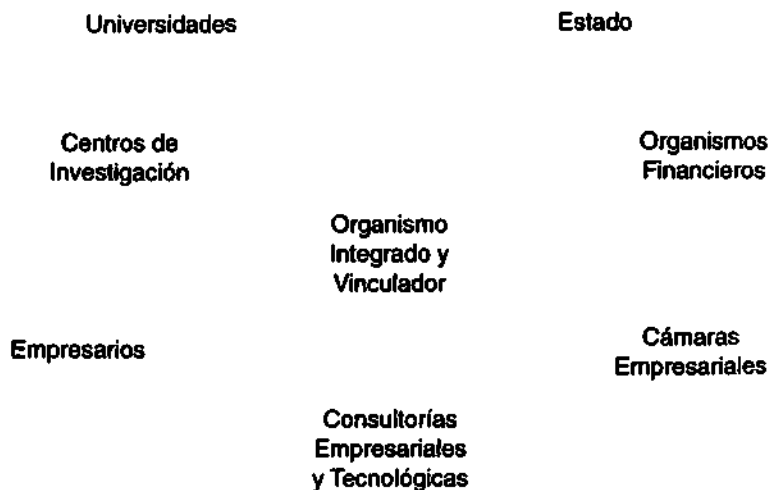 Universidades
Estado
Centros de
Investigación
Organismos
Financieros
Organismo
Integrado y
Vinculador
Empresarios
Cámaras
Empresariales
Consultorías
Empresariales
y Tecnológicas